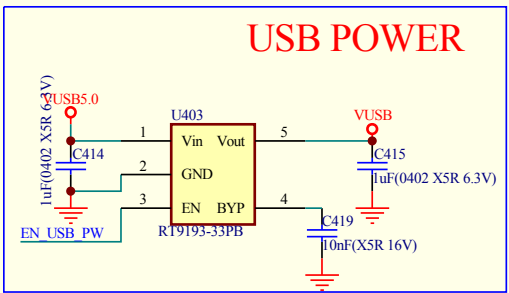 USB POWER
VUSB5.0
1uF(0402 X5R 6.3V)
C414
U403
1
Vin
Vout
5
2
GND
3
EN
BYP
4
RT9193-33PB
EN_USB_PW
VUSB
C415
1uF(0402 X5R 6.3V)
C419
10nF(X5R 16V)